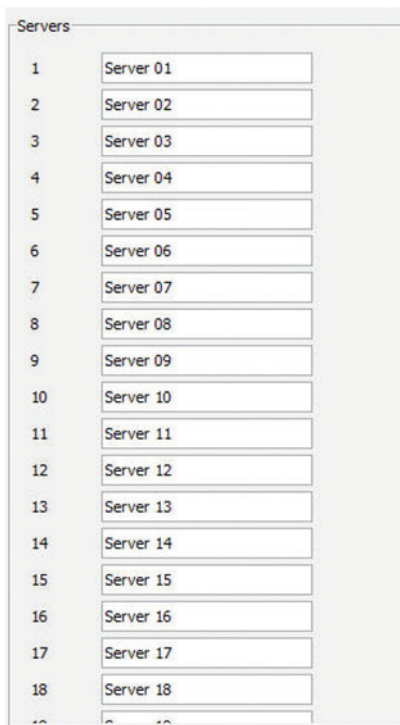 Servers
1 Server 01
2 Server 02
3 Server 03
4 Server 04
5 Server 05
6 Server 06
7 Server 07
8 Server 08
9 Server 09
10 Server 10
11 Server 11
12 Server 12
13 Server 13
14 Server 14
15 Server 15
16 Server 16
17 Server 17
18 Server 18